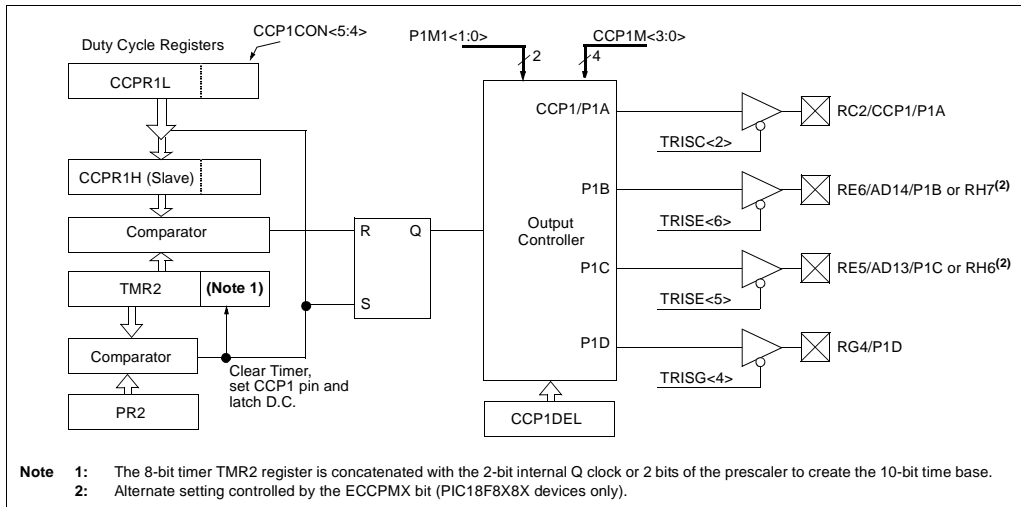 Duty Cycle Registers
CCP1CON<5:4>
P1M1<1:0>
CCP1M<3:0>
2
4
CCPR1L
CCP1/P1A
RC2/CCP1/P1A
TRISC<2>
CCPR1H (Slave)
P1B
RE6/AD14/P1B or RH7(2)
TRISE<6>
Comparator
R
Q
Output
Controller
P1C
RE5/AD13/P1C or RH6(2)
TRISE<5>
TMR2
(Note 1)
S
Comparator
P1D
RG4/P1D
TRISG<4>
Clear Timer,
set CCP1 pin and
latch D.C.
PR2
CCP1DEL
Note 1: The 8-bit timer TMR2 register is concatenated with the 2-bit internal Q clock or 2 bits of the prescaler to create the 10-bit time base.
2: Alternate setting controlled by the ECCPMX bit (PIC18F8X8X devices only).